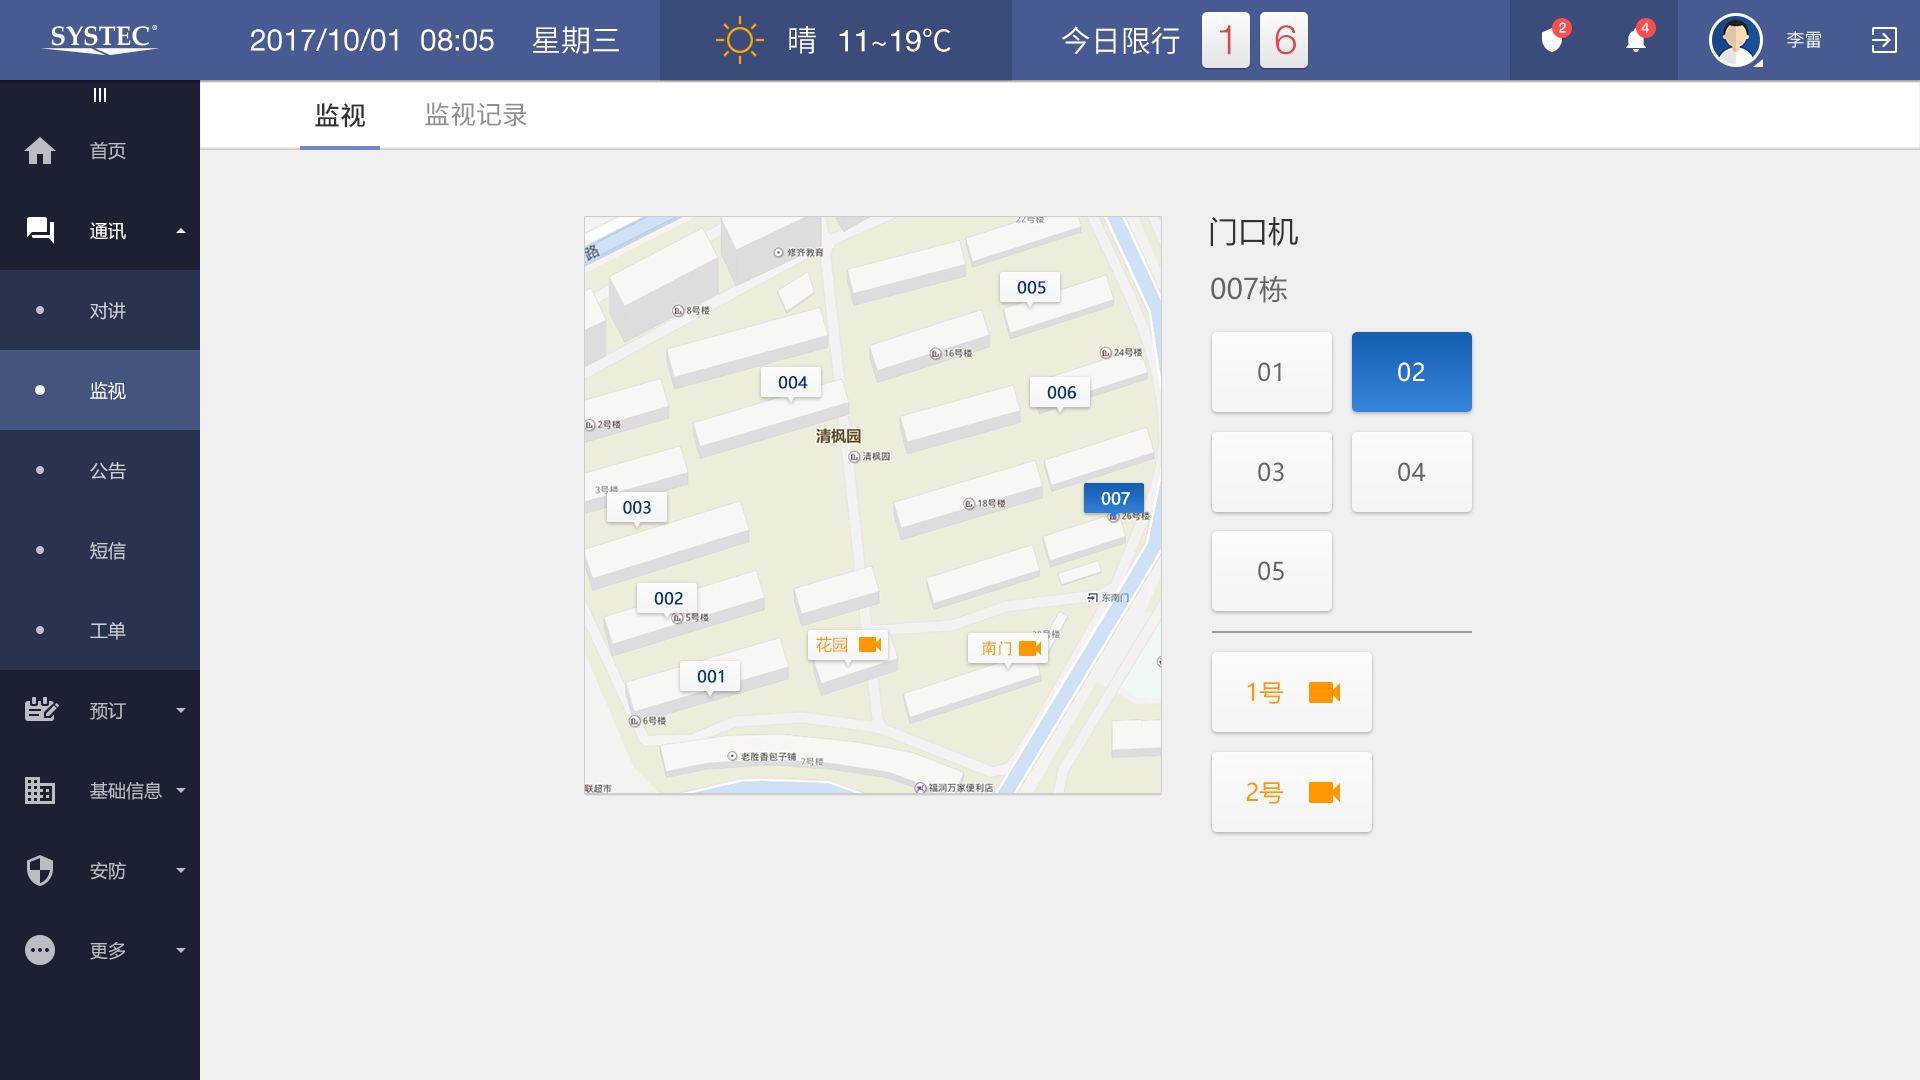 SYSTEC®
2017/10/01 08:05 星期三
晴 11~19℃
今日限行 1 6
2
4
李雷
首页
通讯
对讲
监视
公告
短信
工单
预订
基础信息
安防
更多
监视
监视记录
路
22号楼
修齐教育
005
8号楼
16号楼
24号楼
004
006
2号楼
清枫园
清枫园
3号楼
003
18号楼
007
26号楼
002
5号楼
东南门
花园
南门
001
6号楼
老胜香包子铺
7号楼
联超市
福润万家便利店
门口机
007栋
01
02
03
04
05
1号
2号